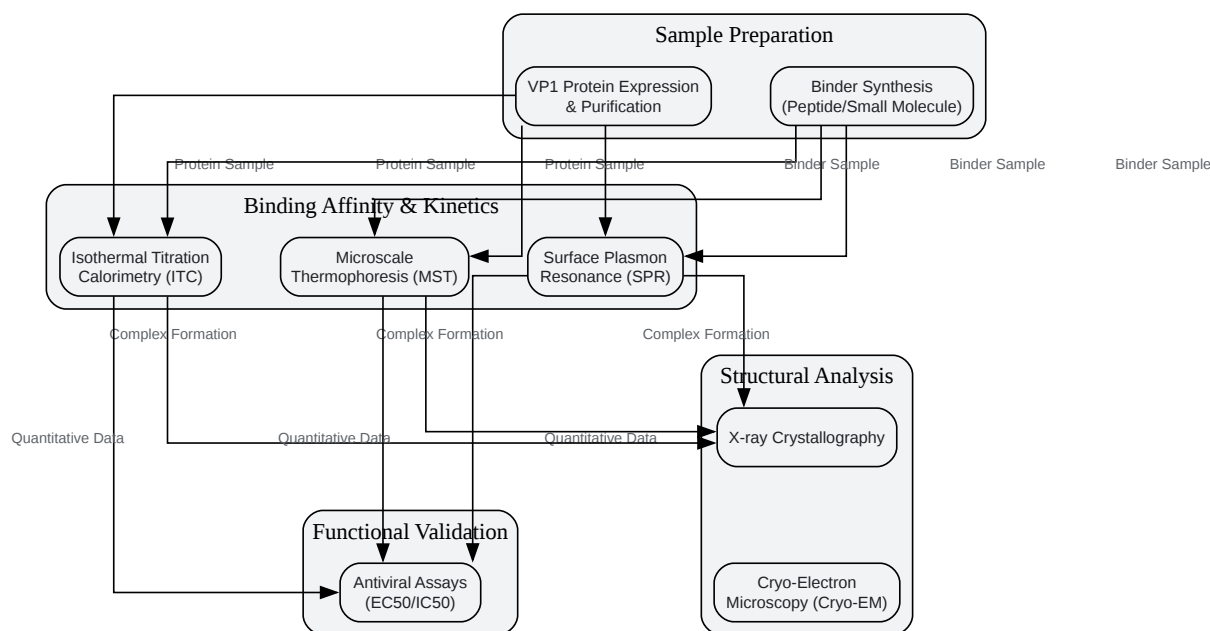 Sample Preparation
VP1 Protein Expression
& Purification
Binder Synthesis
(Peptide/Small Molecule)
Protein Sample
Protein Sample
Protein Sample
Binder Sample
Binder Sample
Binder Sample
Binding Affinity & Kinetics
Isothermal Titration
Calorimetry (ITC)
Microscale
Thermophoresis (MST)
Surface Plasmon
Resonance (SPR)
Complex Formation
Complex Formation
Complex Formation
Structural Analysis
X-ray Crystallography
Quantitative Data
Quantitative Data
Quantitative Data
Functional Validation
Antiviral Assays
(EC50/IC50)
Cryo-Electron
Microscopy (Cryo-EM)